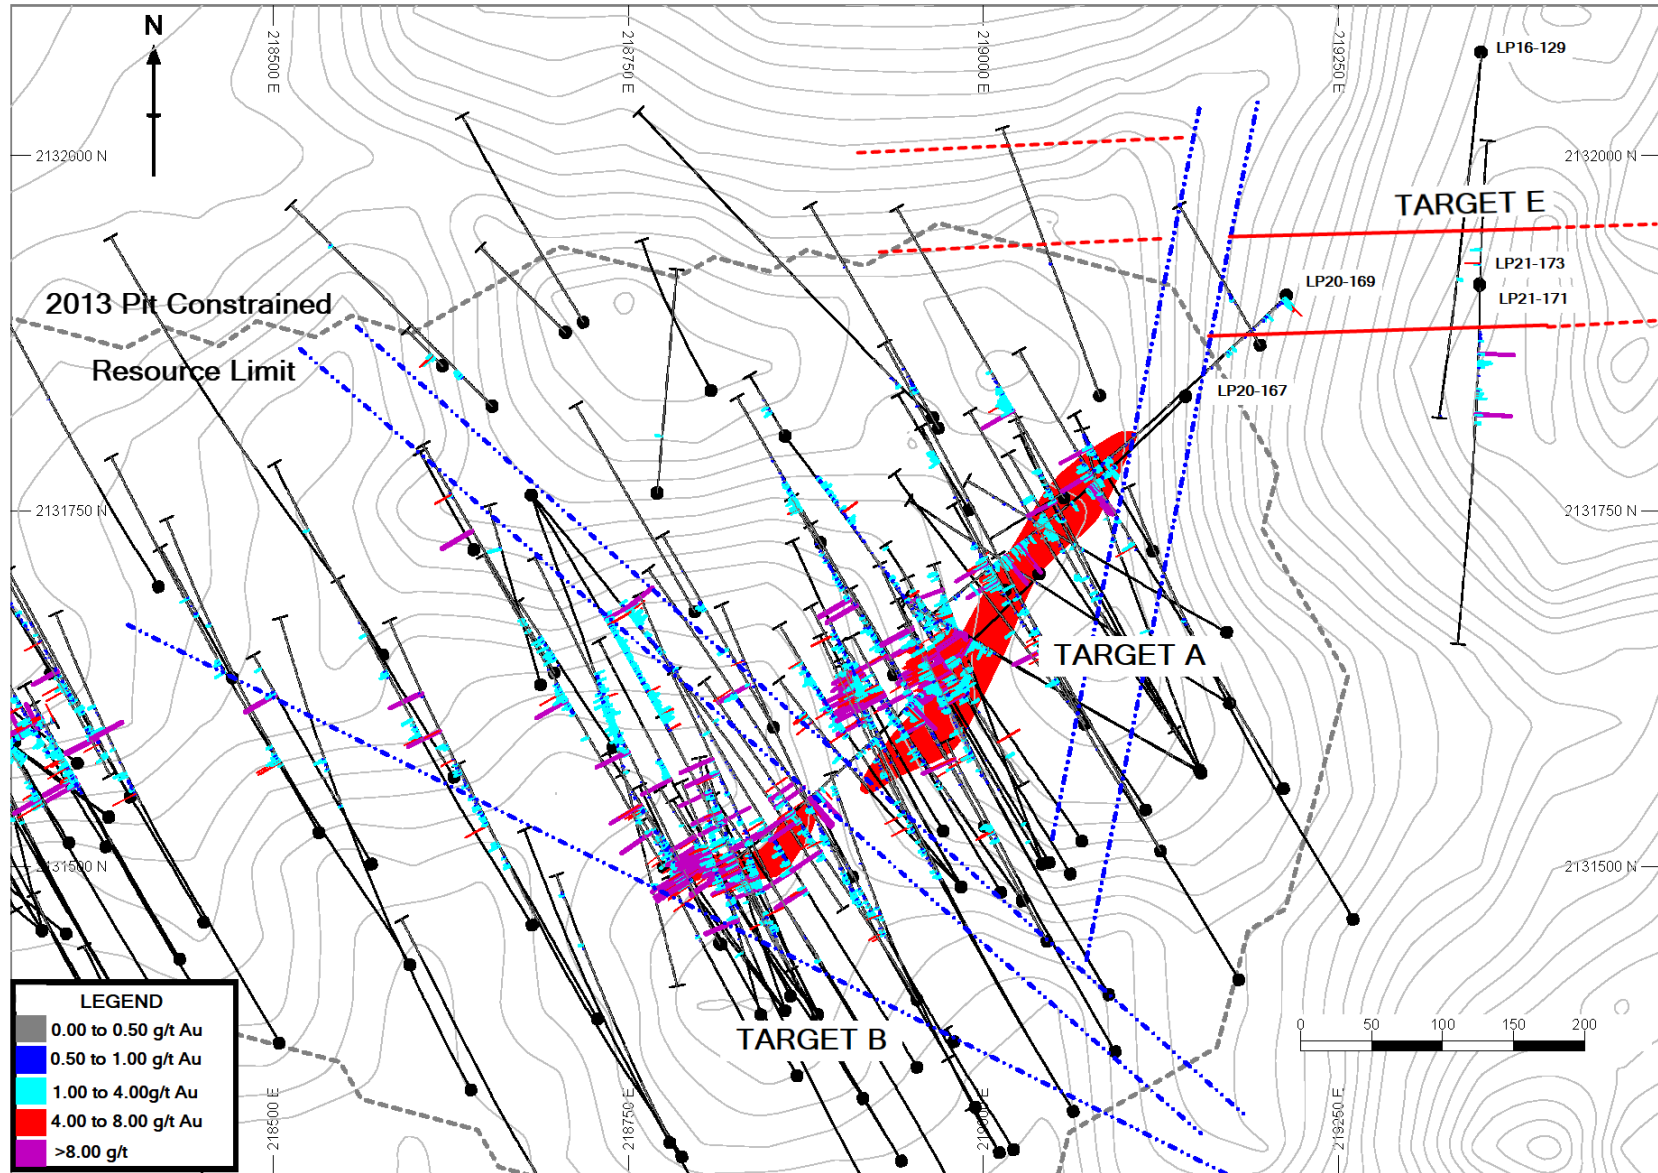 N
218500 E
218750 E
219000 E
219250 E
LP16-129
2132000 N
2132000 N
TARGET E
LP21-173
LP20-169
LP21-171
2013 Pit Constrained
Resource Limit
LP20-167
2131750 N
2131750 N
TARGET A
2131500 N
2131500 N
TARGET B
LEGEND
0.00 to 0.50 g/t Au
0.50 to 1.00 g/t Au
1.00 to 4.00g/t Au
4.00 to 8.00 g/t Au
>8.00 g/t
0 50 100 150 200
218500 E
218750 E
219000 E
219250 E